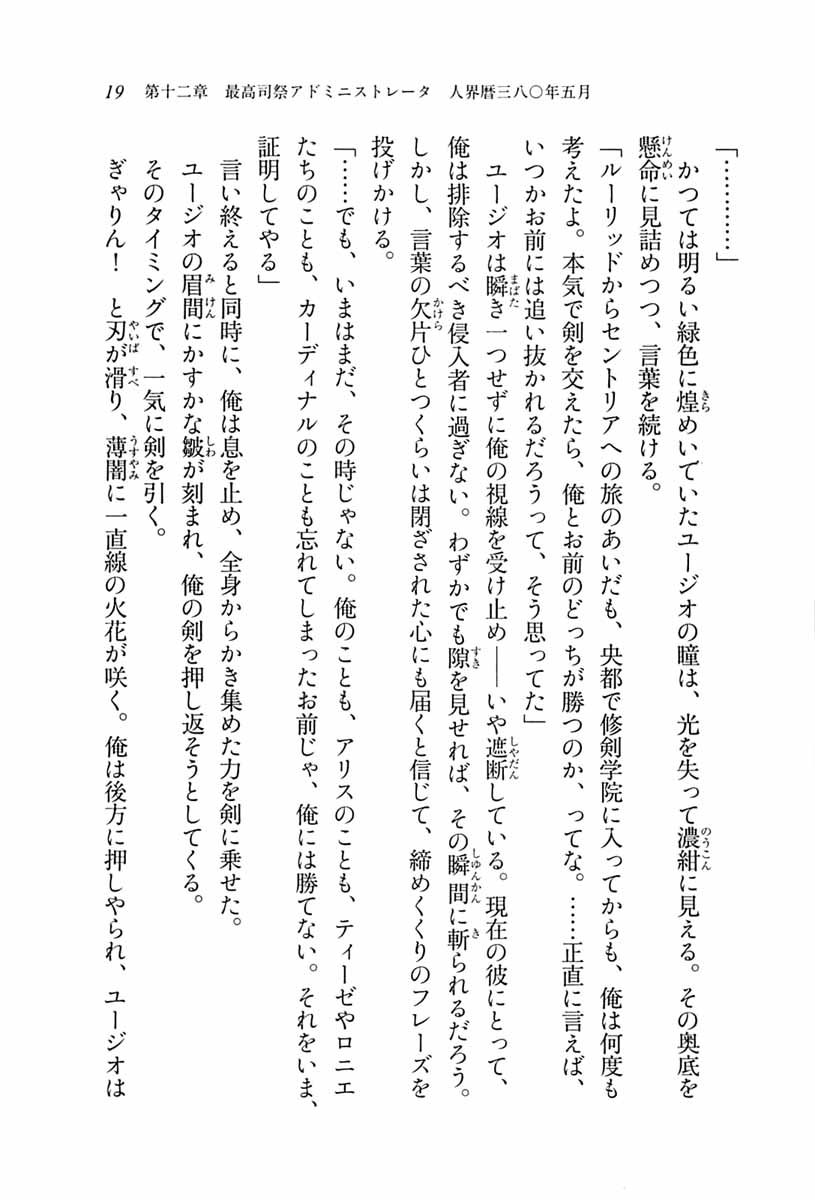 19　第十二章　最高司祭アドミニストレータ　人界暦三八〇年五月
「…………」
　かつては明るい緑色に煌めいていたユージオの瞳は、光を失って濃紺に見える。その奥底を
懸命に見詰めつつ、言葉を続ける。
「ルーリッドからセントリアへの旅のあいだも、央都で修剣学院に入ってからも、俺は何度も
考えたよ。本気で剣を交えたら、俺とお前のどっちが勝つのか、ってな。……正直に言えば、
いつかお前には追い抜かれるだろうって、そう思ってた」
　ユージオは瞬き一つせずに俺の視線を受け止め――いや遮断している。現在の彼にとって、
俺は排除するべき侵入者に過ぎない。わずかでも隙を見せれば、その瞬間に斬られるだろう。
しかし、言葉の欠片ひとつくらいは閉ざされた心にも届くと信じて、締めくくりのフレーズを
投げかける。
「……でも、いまはまだ、その時じゃない。俺のことも、アリスのことも、ティーゼやロニエ
たちのことも、カーディナルのことも忘れてしまったお前じゃ、俺には勝てない。それをいま、
証明してやる」
　言い終えると同時に、俺は息を止め、全身からかき集めた力を剣に乗せた。
　ユージオの眉間にかすかな皺が刻まれ、俺の剣を押し返そうとしてくる。
　そのタイミングで、一気に剣を引く。
　ぎゃりん！　と刃が滑り、薄闇に一直線の火花が咲く。俺は後方に押しやられ、ユージオは